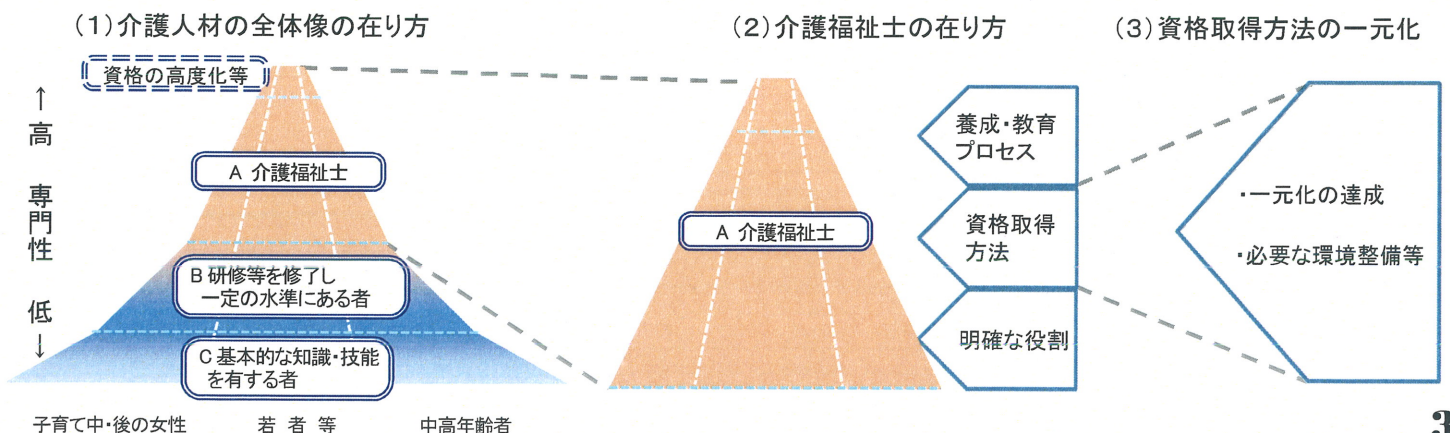 (1)介護人材の全体像の在り方
資格の高度化等
↑
高
専門性
低
↓
A 介護福祉士
B 研修等を修了し
一定の水準にある者
C 基本的な知識・技能
を有する者
子育て中・後の女性
若 者 等
中高年齢者
(2)介護福祉士の在り方
A 介護福祉士
養成・教育
プロセス
資格取得
方法
明確な役割
(3)資格取得方法の一元化
・一元化の達成
・必要な環境整備等
3